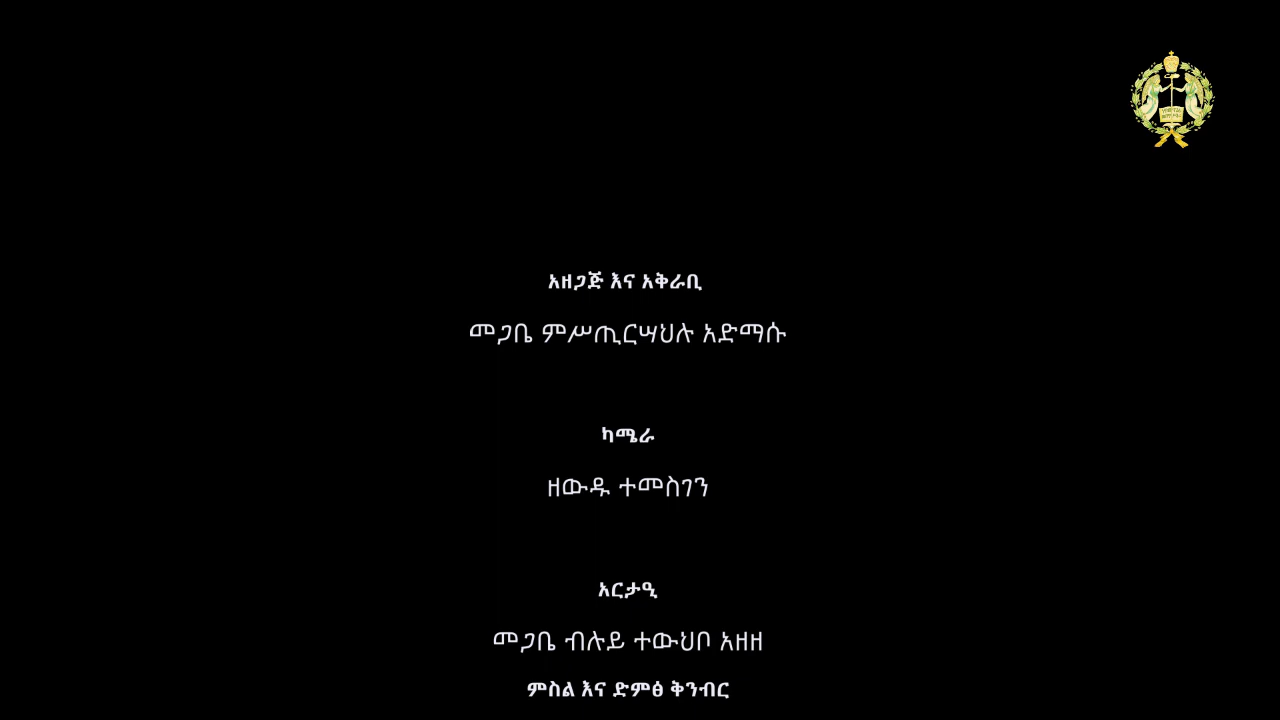 አዘጋጅ እና አቅራቢ
መጋቤ ምሥጢርሣህሉ አድማሱ
ካሜራ
ዘውዱ ተመስገን
አርታዒ
መጋቤ ብሉይ ተውህቦ አዘዘ
ምስል እና ድምፅ ቅንብር